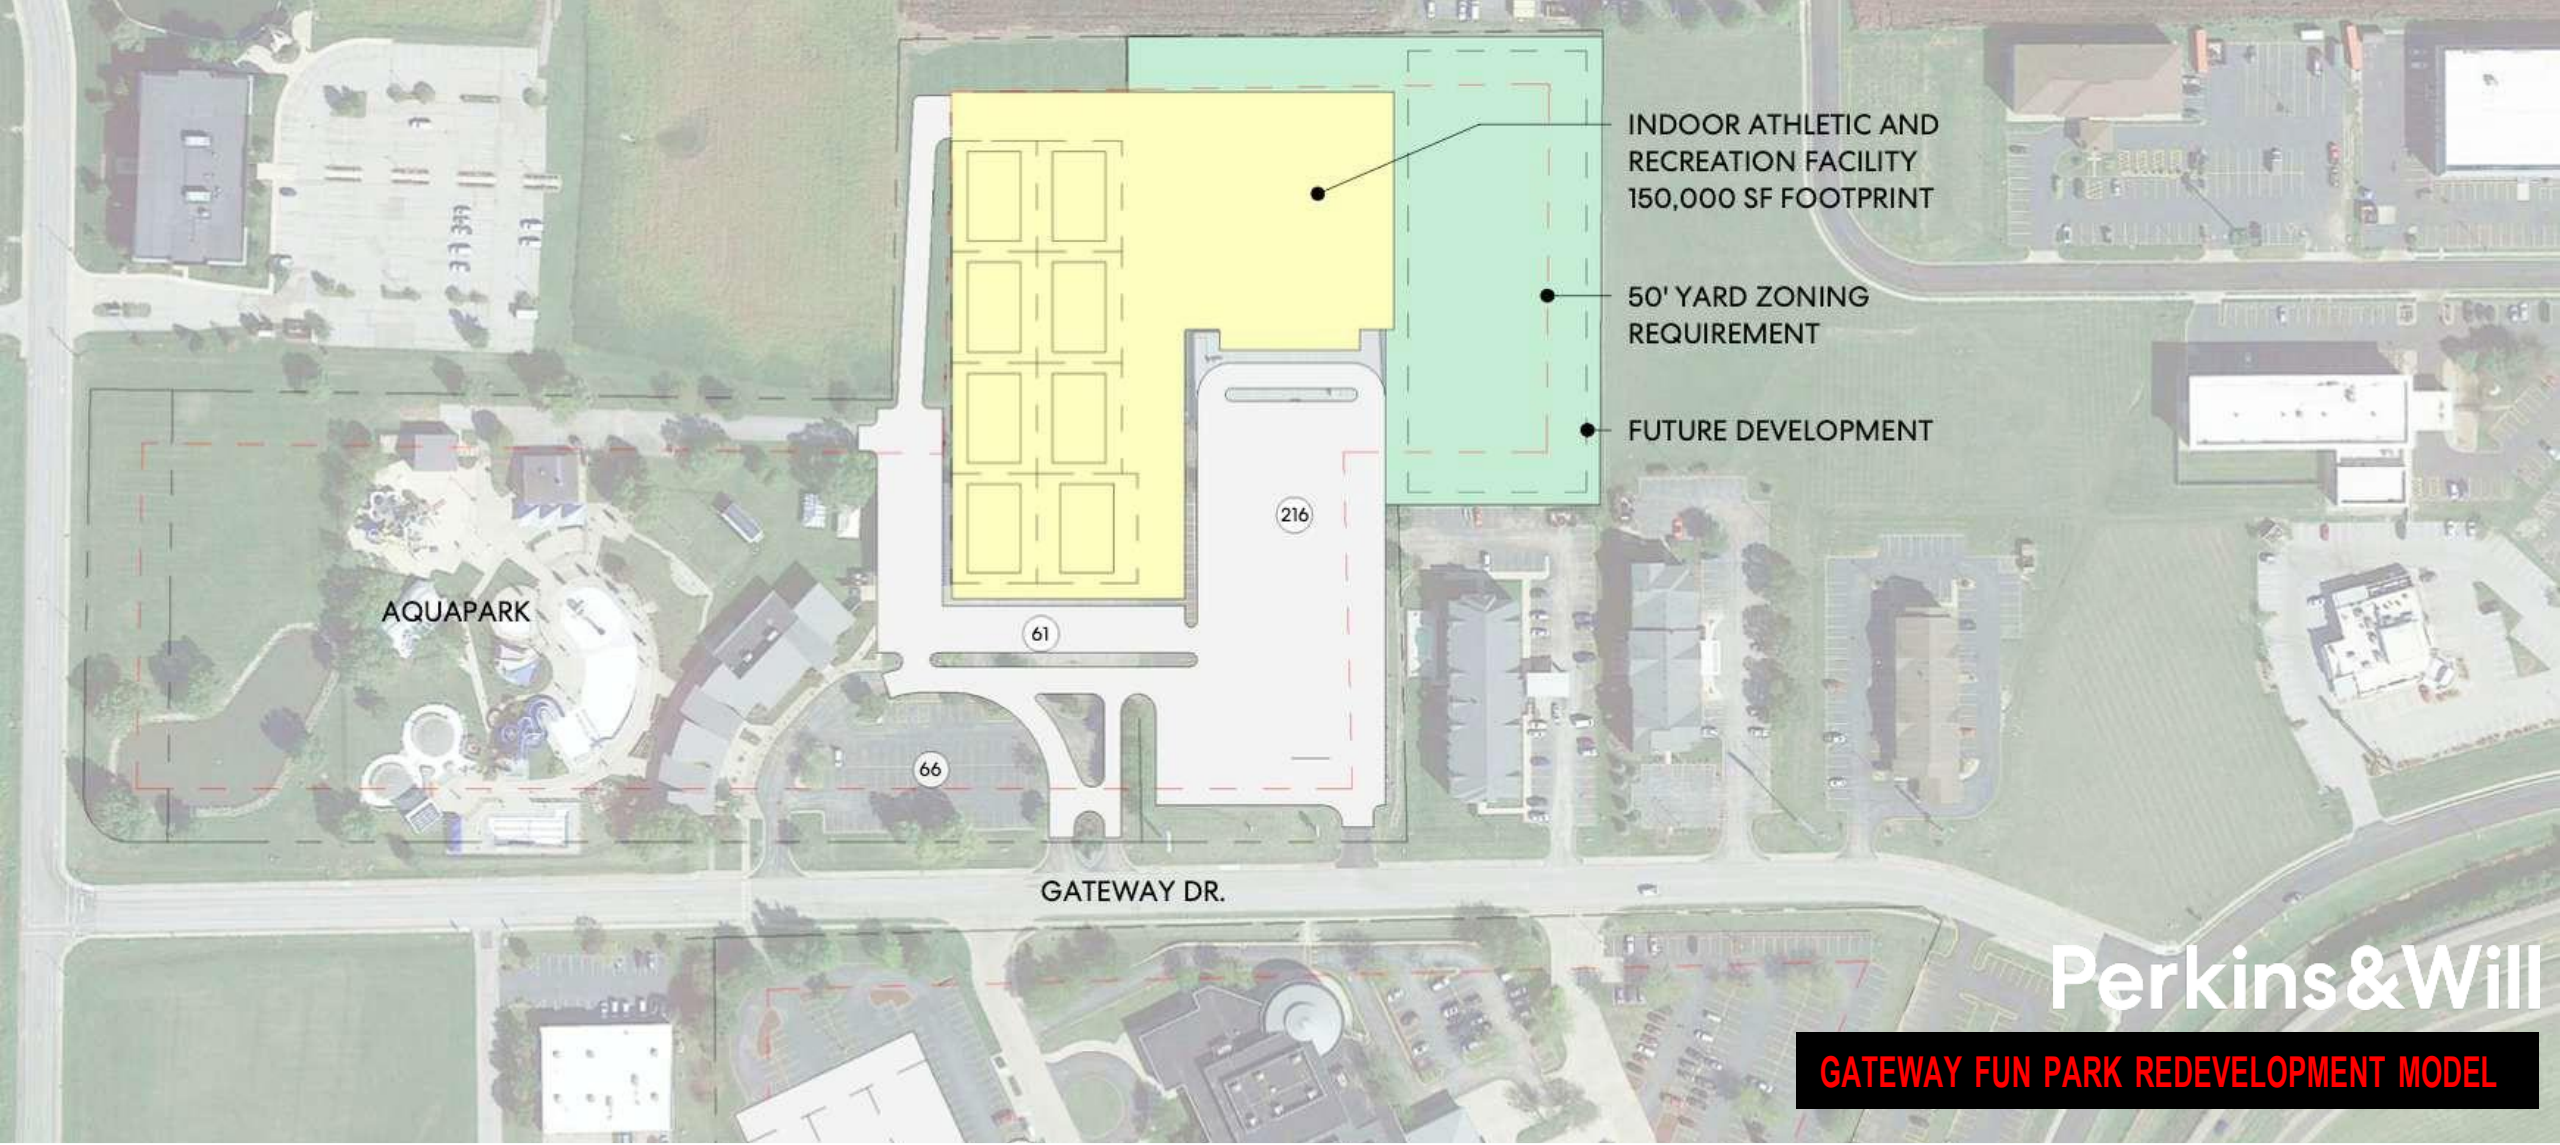 INDOOR ATHLETIC AND
RECREATION FACILITY
150,000 SF FOOTPRINT
50' YARD ZONING
REQUIREMENT
FUTURE DEVELOPMENT
216
AQUAPARK
61
66
GATEWAY DR.
Perkins&Will
GATEWAY FUN PARK REDEVELOPMENT MODEL